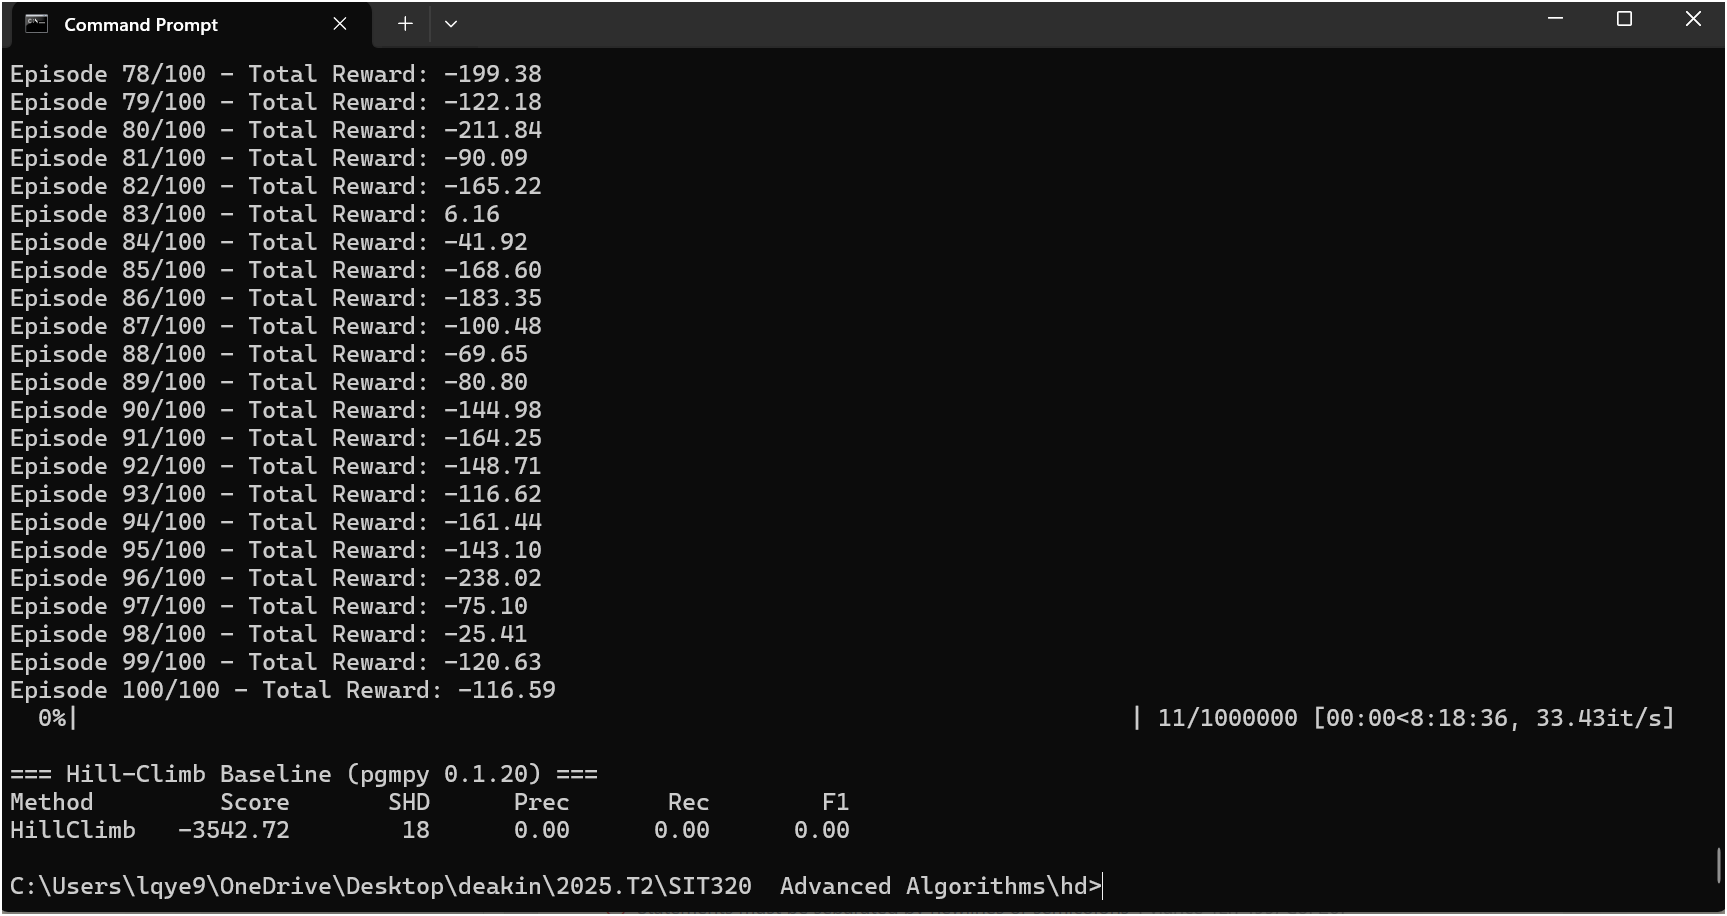 Command Prompt
Episode 78/100 - Total Reward: -199.38
Episode 79/100 - Total Reward: -122.18
Episode 80/100 - Total Reward: -211.84
Episode 81/100 - Total Reward: -90.09
Episode 82/100 - Total Reward: -165.22
Episode 83/100 - Total Reward: 6.16
Episode 84/100 - Total Reward: -41.92
Episode 85/100 - Total Reward: -168.60
Episode 86/100 - Total Reward: -183.35
Episode 87/100 - Total Reward: -100.48
Episode 88/100 - Total Reward: -69.65
Episode 89/100 - Total Reward: -80.80
Episode 90/100 - Total Reward: -144.98
Episode 91/100 - Total Reward: -164.25
Episode 92/100 - Total Reward: -148.71
Episode 93/100 - Total Reward: -116.62
Episode 94/100 - Total Reward: -161.44
Episode 95/100 - Total Reward: -143.10
Episode 96/100 - Total Reward: -238.02
Episode 97/100 - Total Reward: -75.10
Episode 98/100 - Total Reward: -25.41
Episode 99/100 - Total Reward: -120.63
Episode 100/100 - Total Reward: -116.59
0%| | 11/1000000 [00:00<8:18:36, 33.43it/s]
=== Hill-Climb Baseline (pgmpy 0.1.20) ===
Method Score SHD Prec Rec F1
HillClimb -3542.72 18 0.00 0.00 0.00
C:\Users\lqye9\OneDrive\Desktop\deakin\2025.T2\SIT320  Advanced Algorithms\hd>